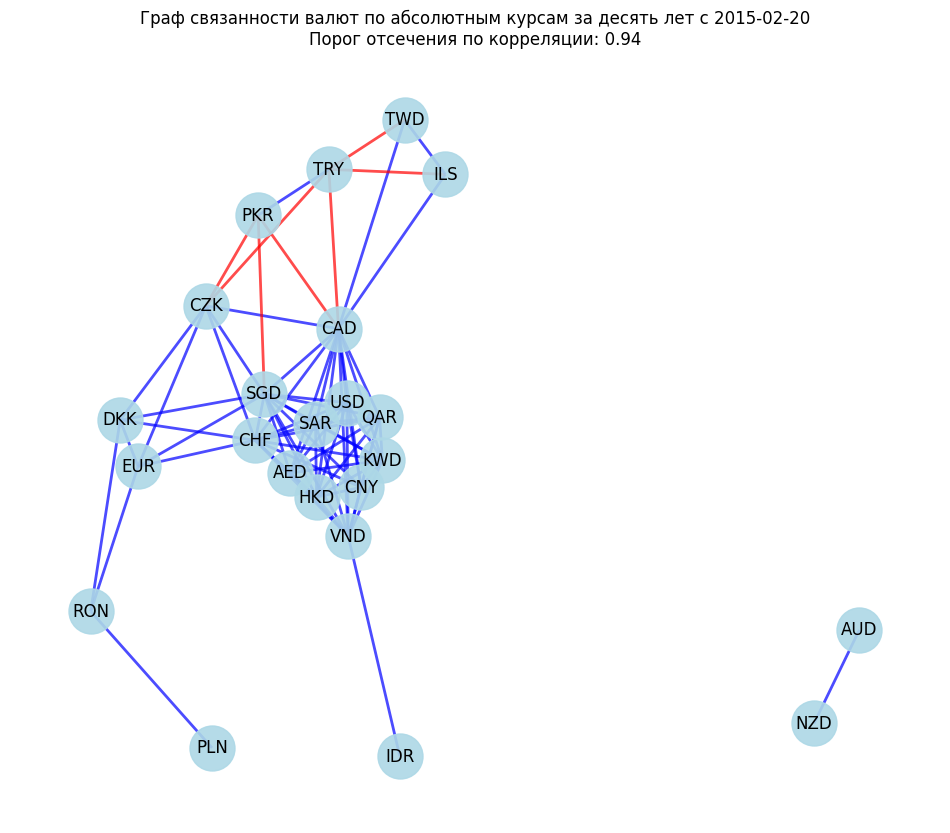 Граф связанности валют по абсолютным курсам за десять лет с 2015-02-20
Порог отсечения по корреляции: 0.94
TWD
TRY
ILS
PKR
CZK
CAD
SGD
USD
QAR
DKK
SAR
CHF
EUR
KWD
AED
CNY
HKD
VND
RON
AUD
NZD
PLN
IDR